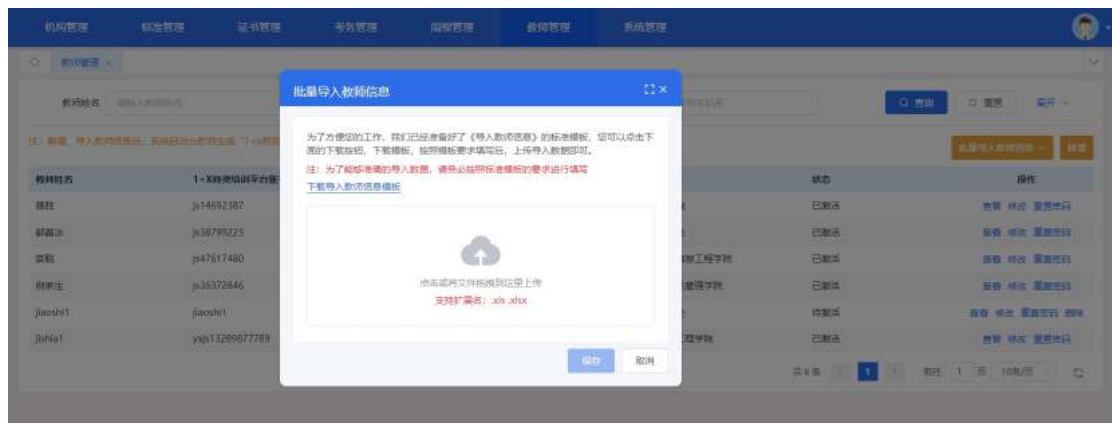 机构管理 标准管理 证书管理 考务管理 教师管理 系统管理
教师管理 ×
教师姓名 查询 重置 展开
批量导入教师信息 新增
教师姓名 状态 操作
js14692387 已激活 查看 修改 重置密码
js38799223 已激活 查看 修改 重置密码
js47617480 息工程学院 已激活 查看 修改 重置密码
js36372846 管理学院 已激活 查看 修改 重置密码
jiaoshi1 jiaoshi1 待激活 查看 修改 重置密码 删除
程学院 已激活 查看 修改 重置密码
共 6 条 1 前往 1 页 10条/页
批量导入教师信息
为了方便您的工作，我们已经准备好了《导入教师信息》的标准模板，您可以点击下
面的下载按钮，下载模板，按照模板要求填写后，上传导入数据即可。
注：为了能够准确的导入数据，请务必按照标准模板的要求进行填写
下载导入教师信息模板
点击或将文件拖拽到这里上传
支持扩展名：.xls .xlsx
保存 取消